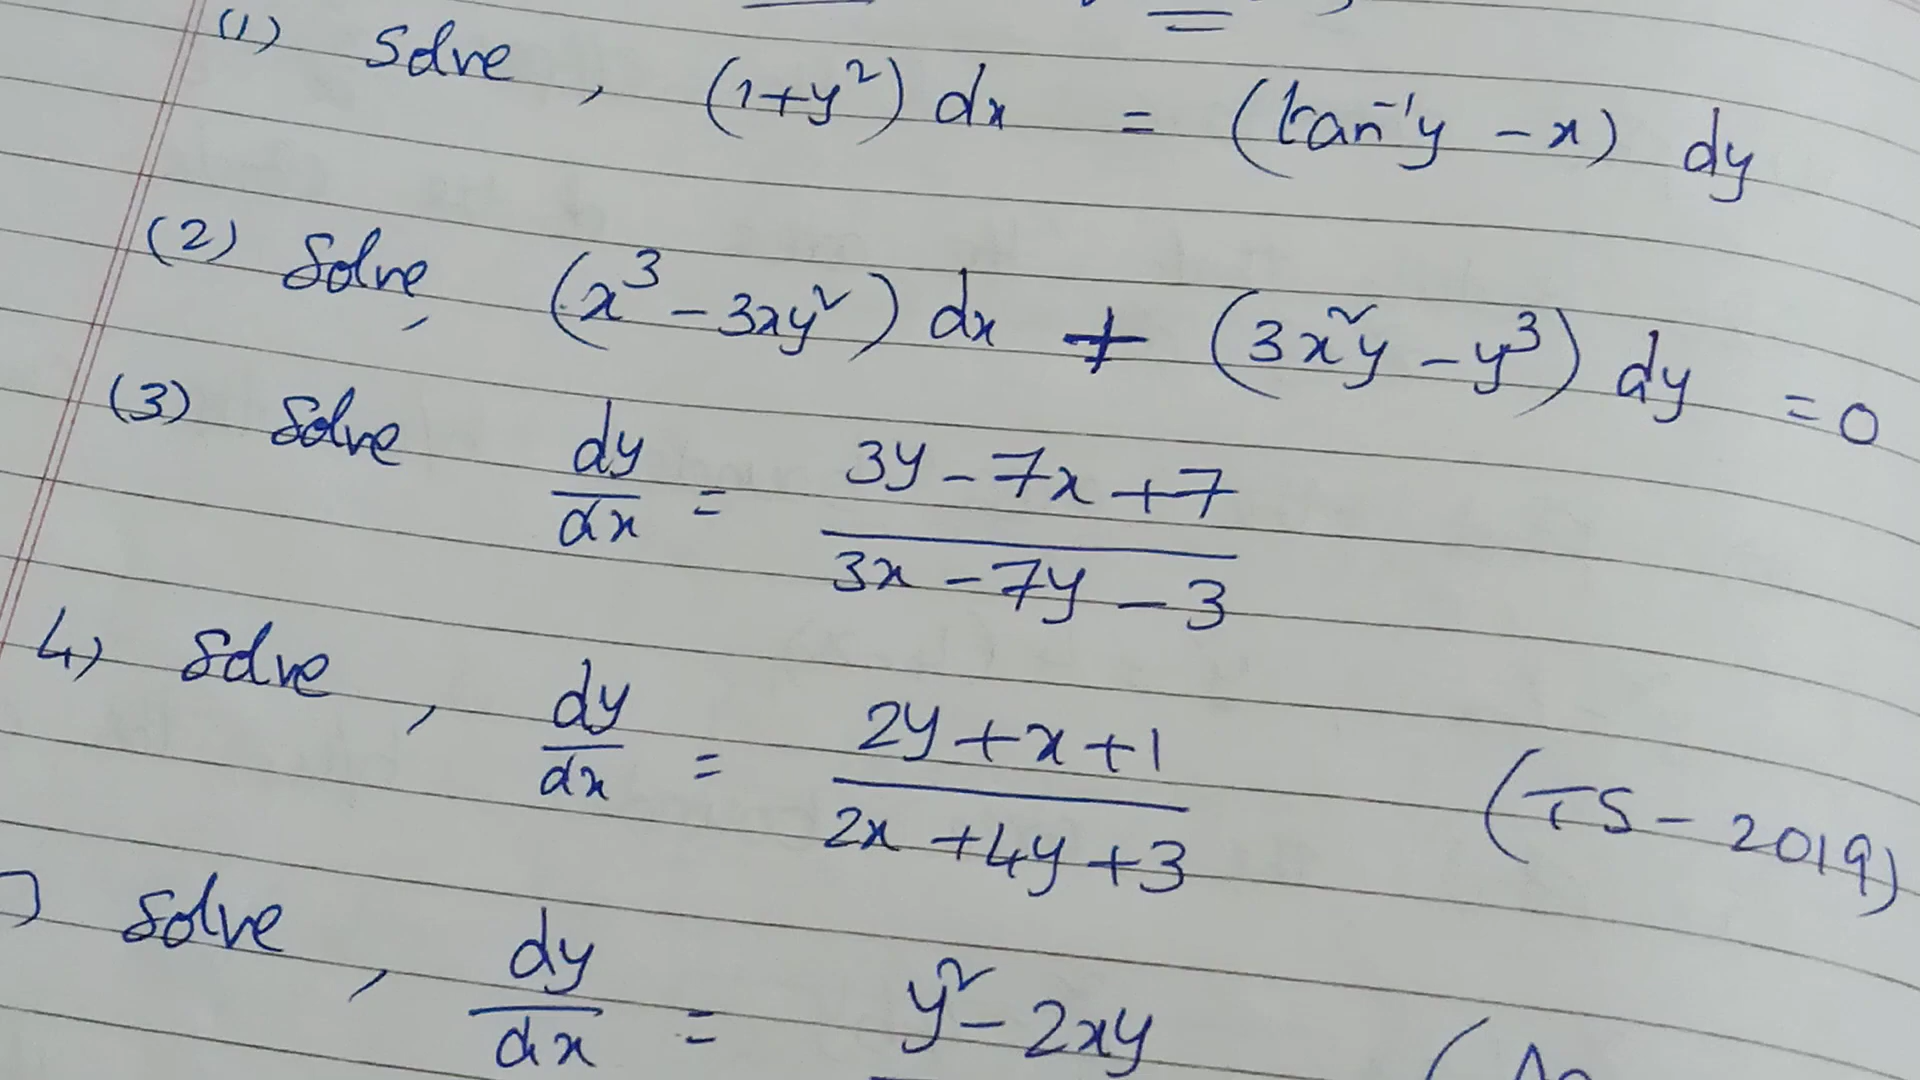 (1) Solve, (1+y²) dx = (tan⁻¹y - x) dy
(2) Solve, (x³ - 3xy²) dx + (3x²y - y³) dy = 0
(3) Solve dy/dx = (3y - 7x + 7)/(3x - 7y - 3)
4) Solve, dy/dx = (2y + x + 1)/(2x + 4y + 3) (TS - 2019)
Solve, dy/dx = y² - 2xy